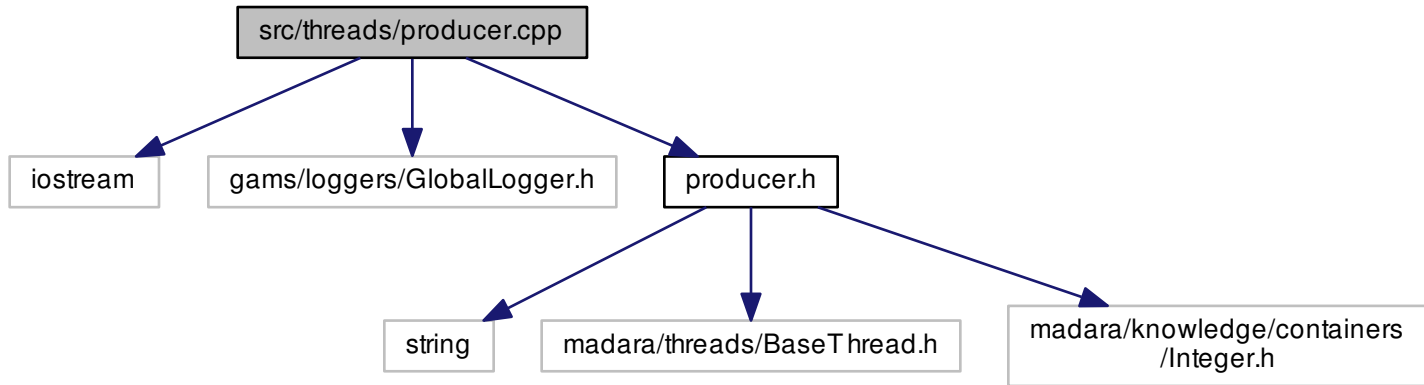 src/threads/producer.cpp
iostream
gams/loggers/GlobalLogger.h
producer.h
string
madara/threads/BaseThread.h
madara/knowledge/containers
/Integer.h